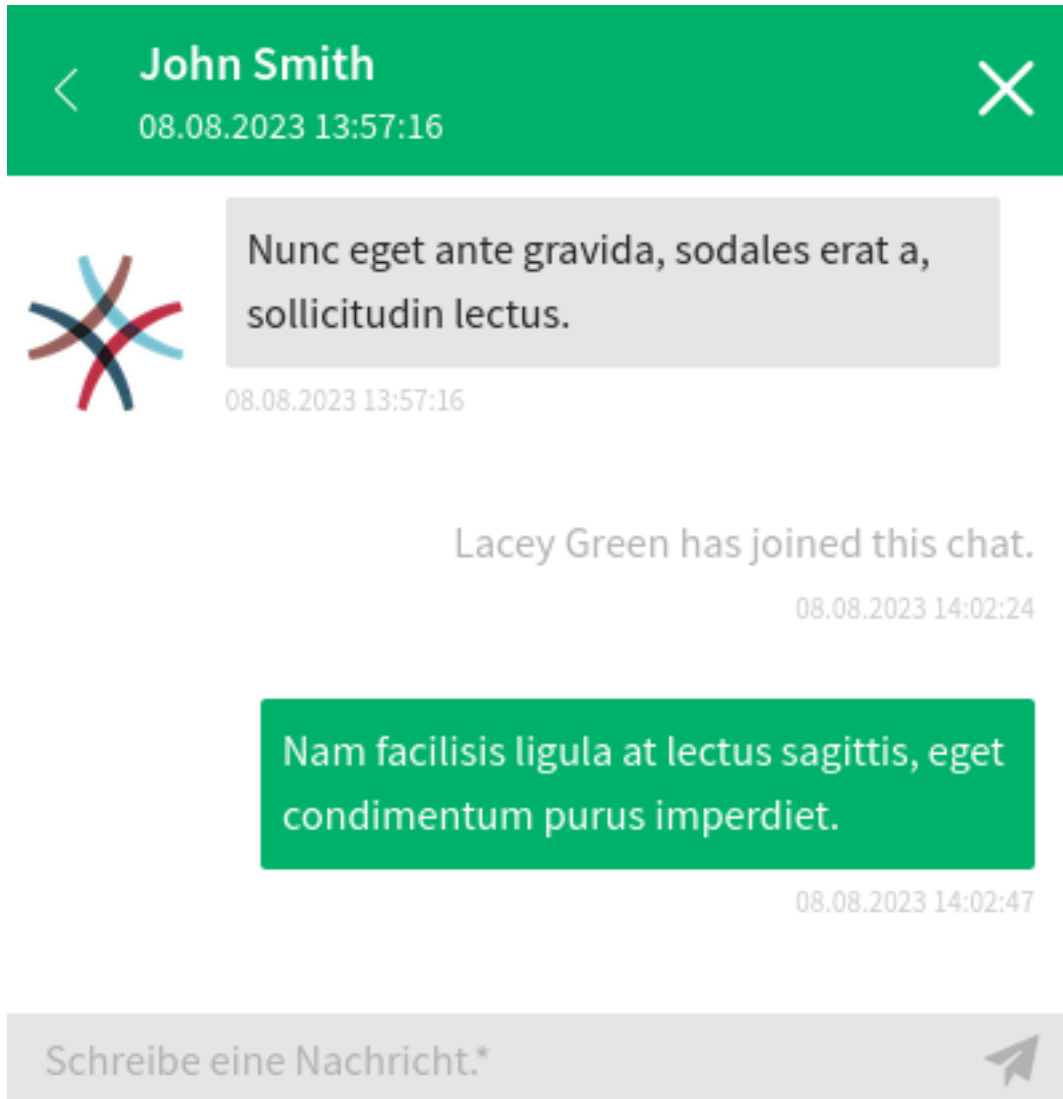 John Smith
08.08.2023 13:57:16
Nunc eget ante gravida, sodales erat a,
sollicitudin lectus.
08.08.2023 13:57:16
Lacey Green has joined this chat.
08.08.2023 14:02:24
Nam facilisis ligula at lectus sagittis, eget
condimentum purus imperdiet.
08.08.2023 14:02:47
Schreibe eine Nachricht.*